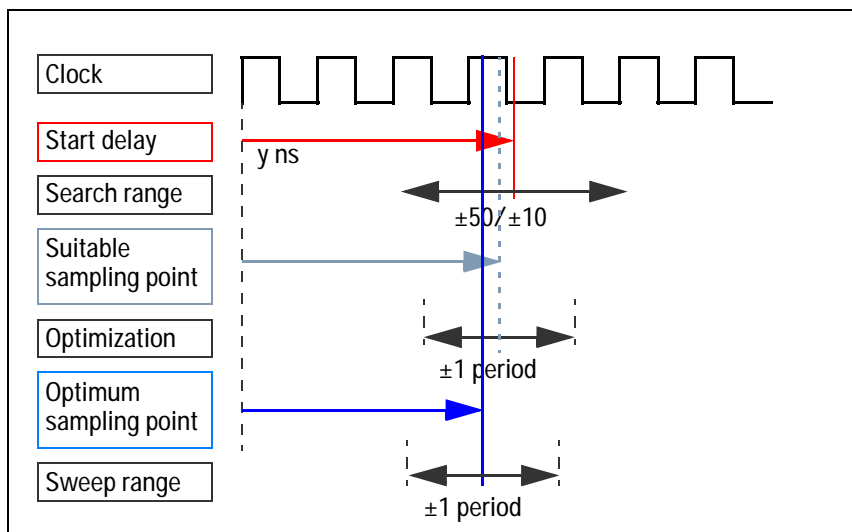 Clock
Start delay
y ns
Search range
±50/±10
Suitable
sampling point
Optimization
±1 period
Optimum
sampling point
Sweep range
±1 period